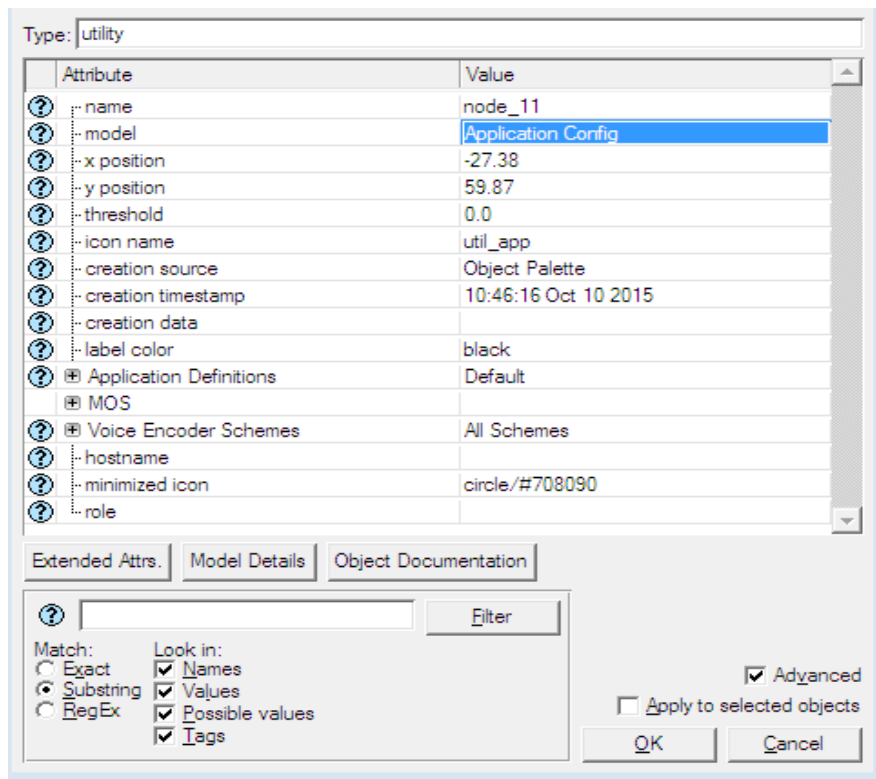 Type: utility
Attribute Value
name node_11
model Application Config
x position -27.38
y position 59.87
threshold 0.0
icon name util_app
creation source Object Palette
creation timestamp 10:46:16 Oct 10 2015
creation data
label color black
Application Definitions Default
MOS
Voice Encoder Schemes All Schemes
hostname
minimized icon circle/#708090
role
Extended Attrs. Model Details Object Documentation
Filter
Match: Look in:
Exact Names
Substring Values
RegEx Possible values
Tags
Advanced
Apply to selected objects
OK Cancel